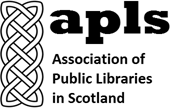 apls
Association of
Public Libraries
in Scotland